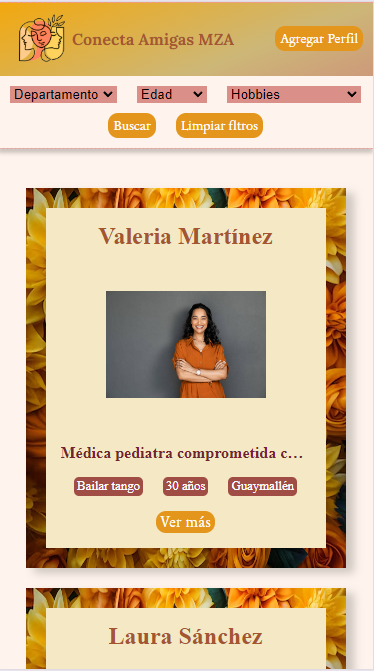 Conecta Amigas MZA
Agregar Perfil
Departamento Edad Hobbies
Buscar Limpiar fltros
Valeria Martínez
Médica pediatra comprometida c…
Bailar tango 30 años Guaymallén
Ver más
Laura Sánchez